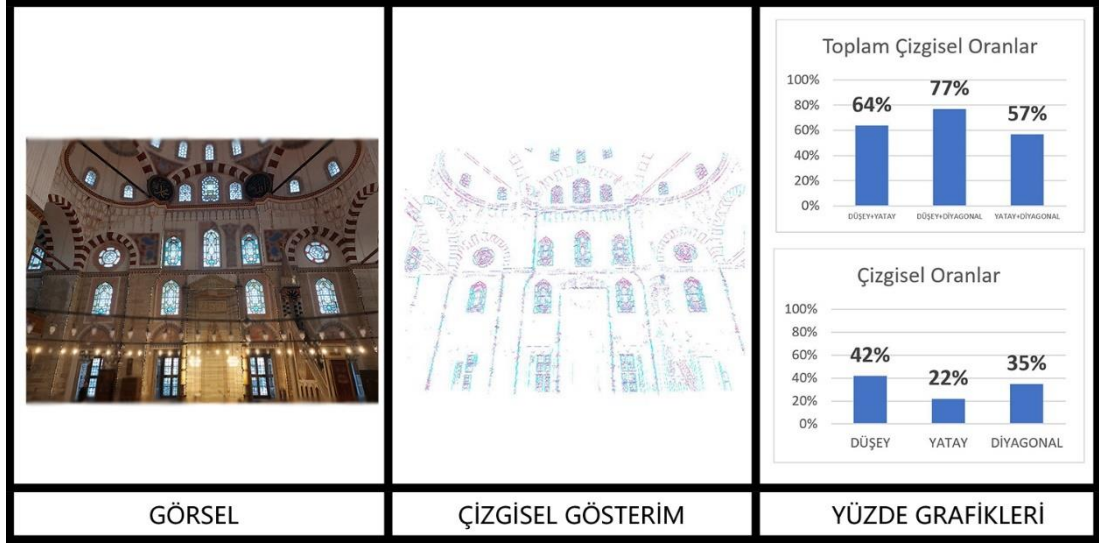 Toplam Çizgisel Oranlar
100%
80%
60%
40%
20%
0%
64%
77%
57%
DÜŞEY+YATAY
DÜŞEY+DİYAGONAL
YATAY+DİYAGONAL
Çizgisel Oranlar
100%
80%
60%
40%
20%
0%
42%
22%
35%
DÜŞEY
YATAY
DİYAGONAL
GÖRSEL
ÇİZGİSEL GÖSTERİM
YÜZDE GRAFİKLERİ